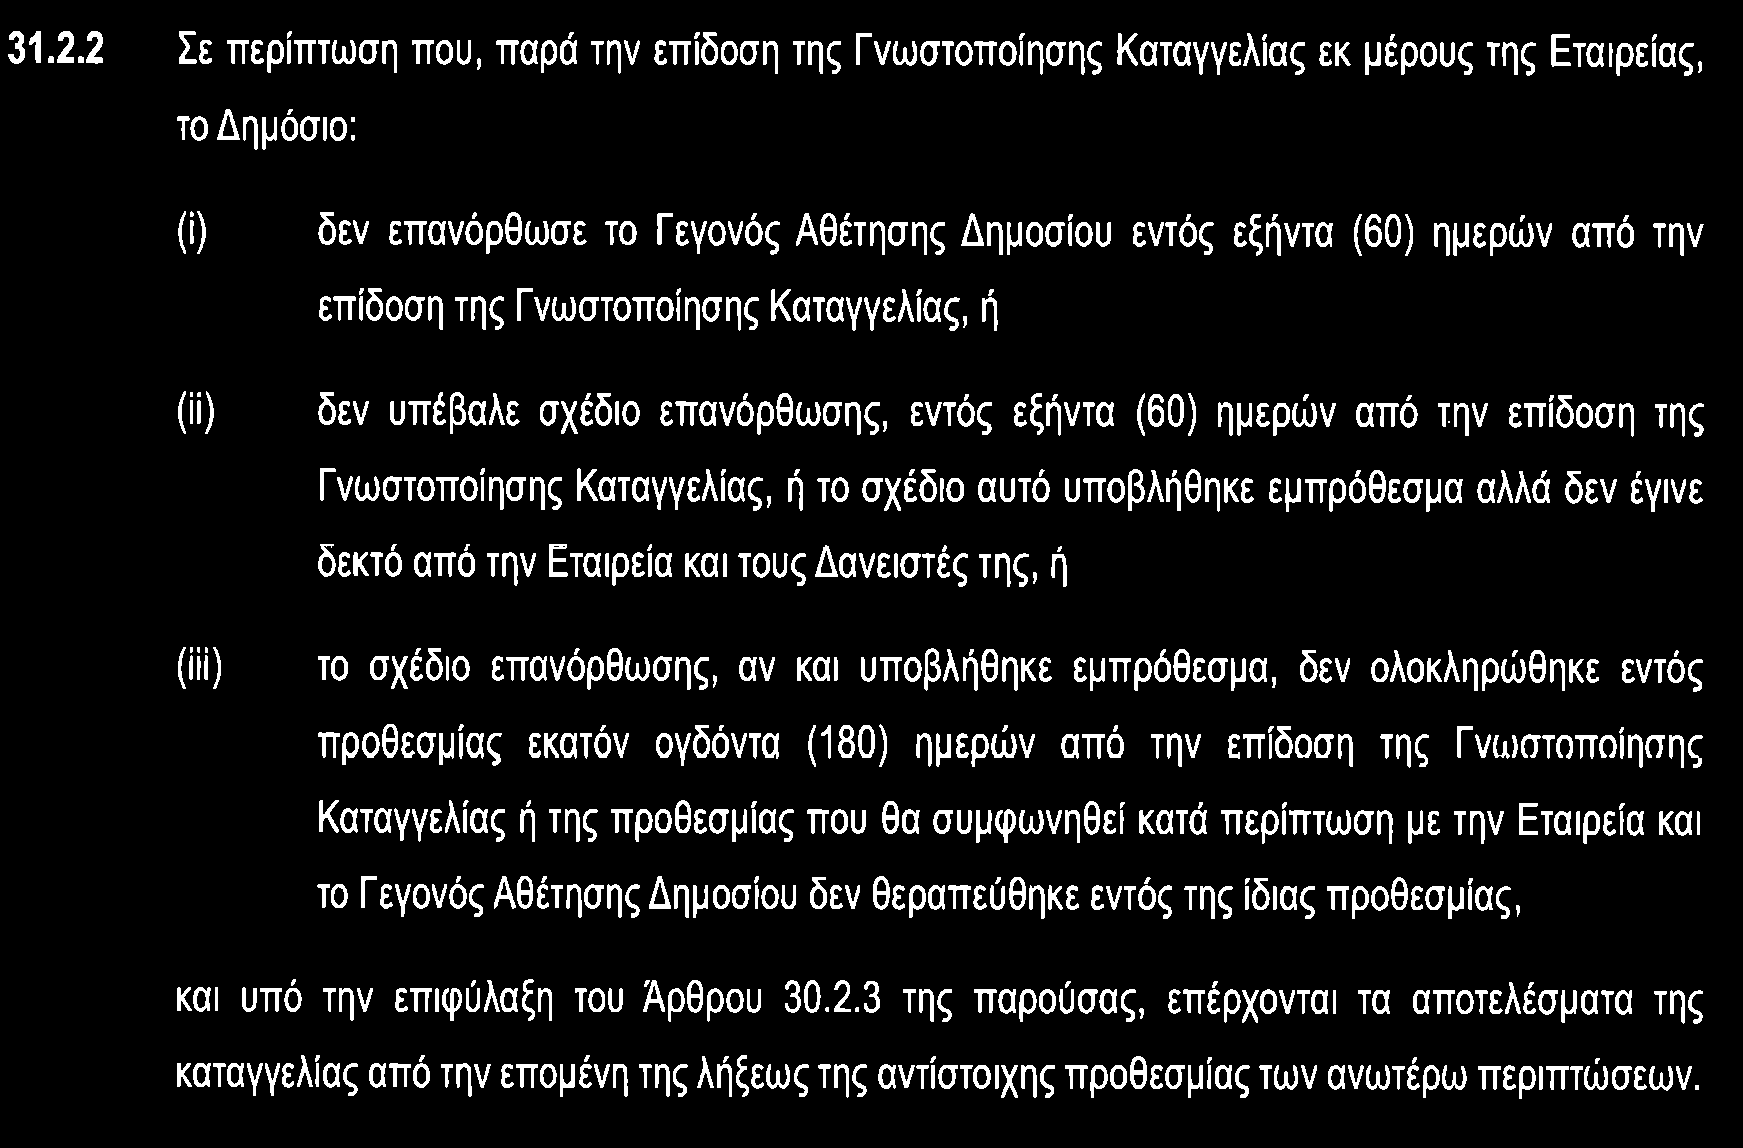 31.2.2 Σε περίπτωση που, παρά την επίδοση της Γνωστοποίησης Καταγγελίας εκ μέρους της Εταιρείας,
το Δημόσιο:
(i) δεν επανόρθωσε το Γεγονός Αθέτησης Δημοσίου εντός εξήντα (60) ημερών από την
επίδοση της Γνωστοποίησης Καταγγελίας, ή
(ii) δεν υπέβαλε σχέδιο επανόρθωσης, εντός εξήντα (60) ημερών από την επίδοση της
Γνωστοποίησης Καταγγελίας, ή το σχέδιο αυτό υποβλήθηκε εμπρόθεσμα αλλά δεν έγινε
δεκτό από την Εταιρεία και τους Δανειστές της, ή
(iii) το σχέδιο επανόρθωσης, αν και υποβλήθηκε εμπρόθεσμα, δεν ολοκληρώθηκε εντός
προθεσμίας εκατόν ογδόντα (180) ημερών από την επίδοση της Γνωστοποίησης
Καταγγελίας ή της προθεσμίας που θα συμφωνηθεί κατά περίπτωση με την Εταιρεία και
το Γεγονός Αθέτησης Δημοσίου δεν θεραπεύθηκε εντός της ίδιας προθεσμίας,
και υπό την επιφύλαξη του Άρθρου 30.2.3 της παρούσας, επέρχονται τα αποτελέσματα της
καταγγελίας από την επομένη της λήξεως της αντίστοιχης προθεσμίας των ανωτέρω περιπτώσεων.